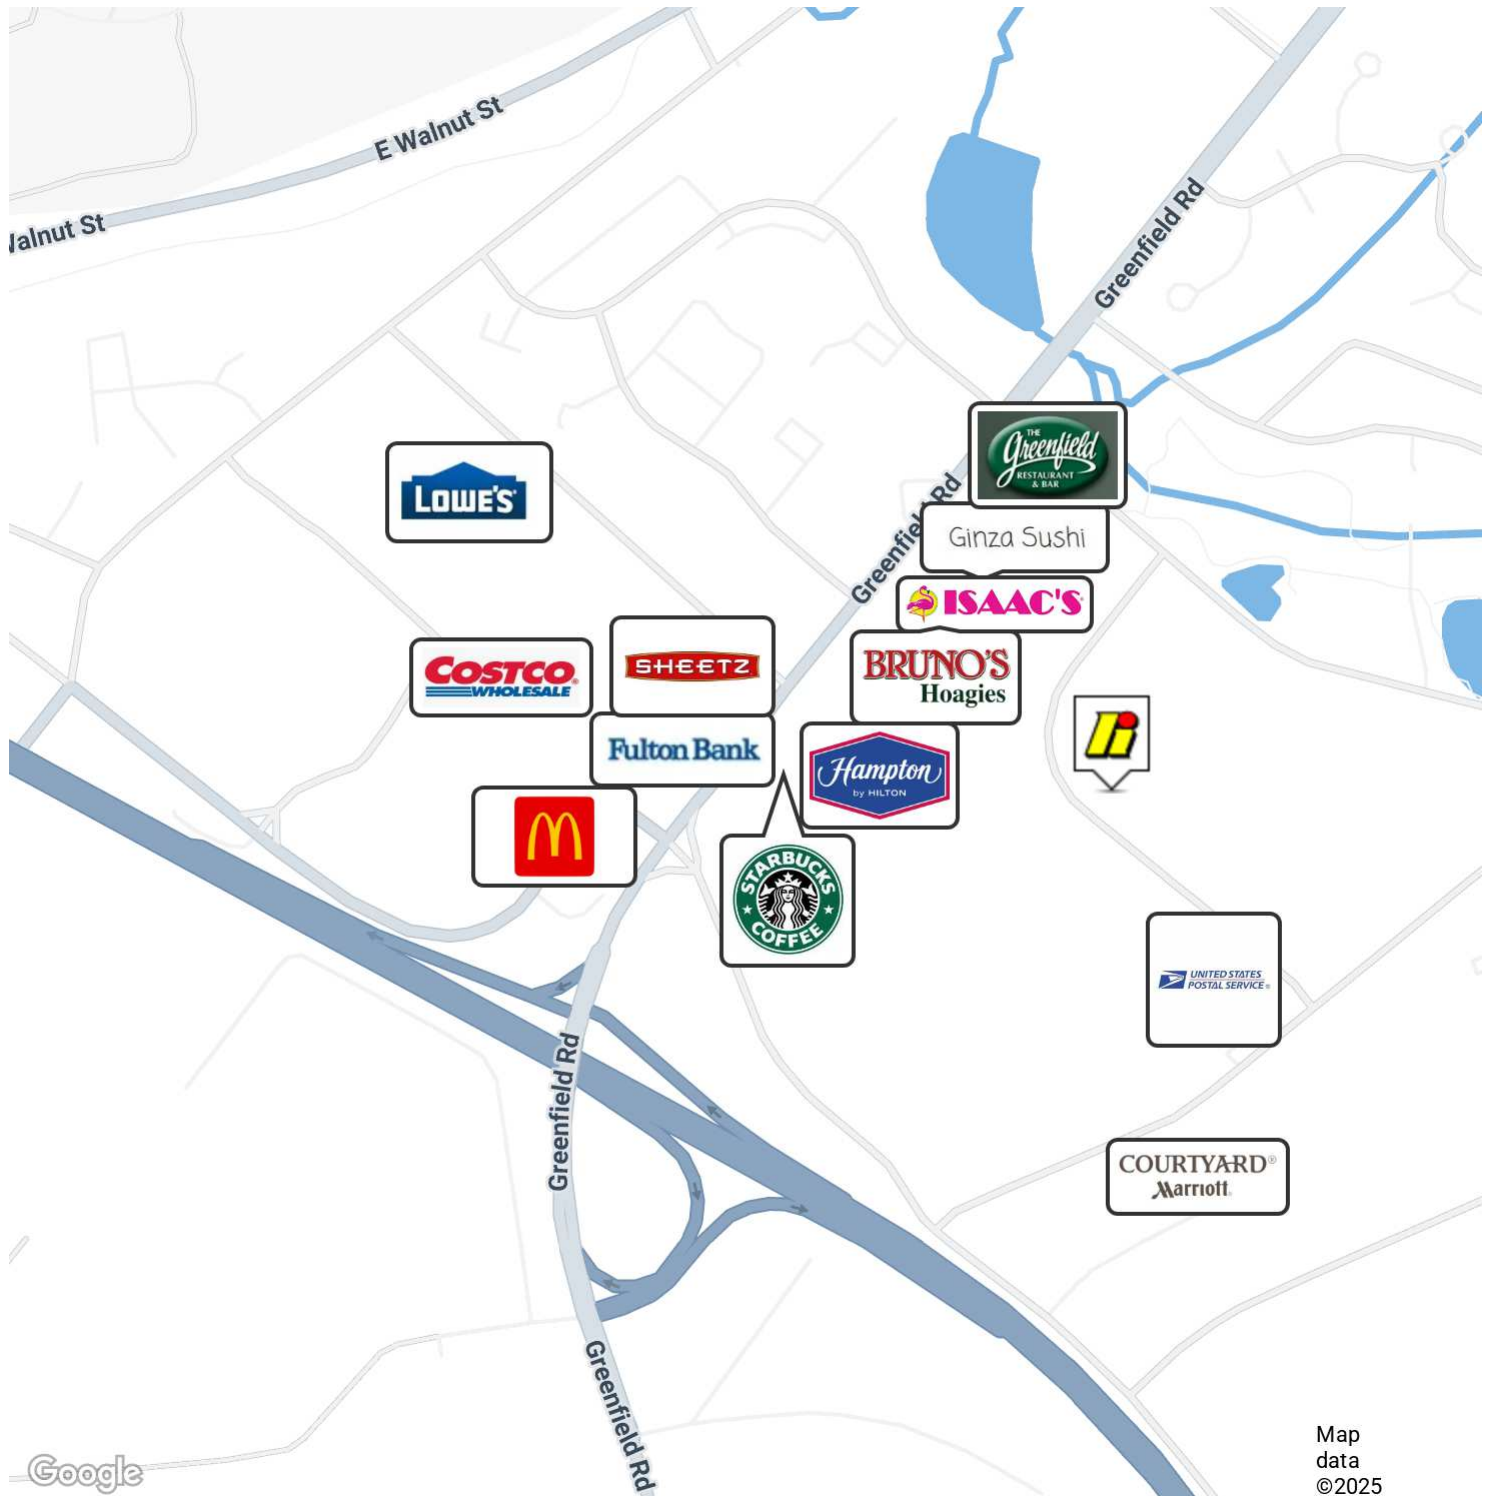 E Walnut St
Walnut St
Greenfield Rd
THE
Greenfield
RESTAURANT
& BAR
LOWE'S
Greenfield Rd
Ginza Sushi
ISAAC'S
COSTCO
WHOLESALE
SHEETZ
BRUNO'S
Hoagies
Fulton Bank
Hampton
by HILTON
hi
M
STARBUCKS
COFFEE
UNITED STATES
POSTAL SERVICE®
Greenfield Rd
COURTYARD®
Marriott
Greenfield Rd
Google
Map
data
©2025